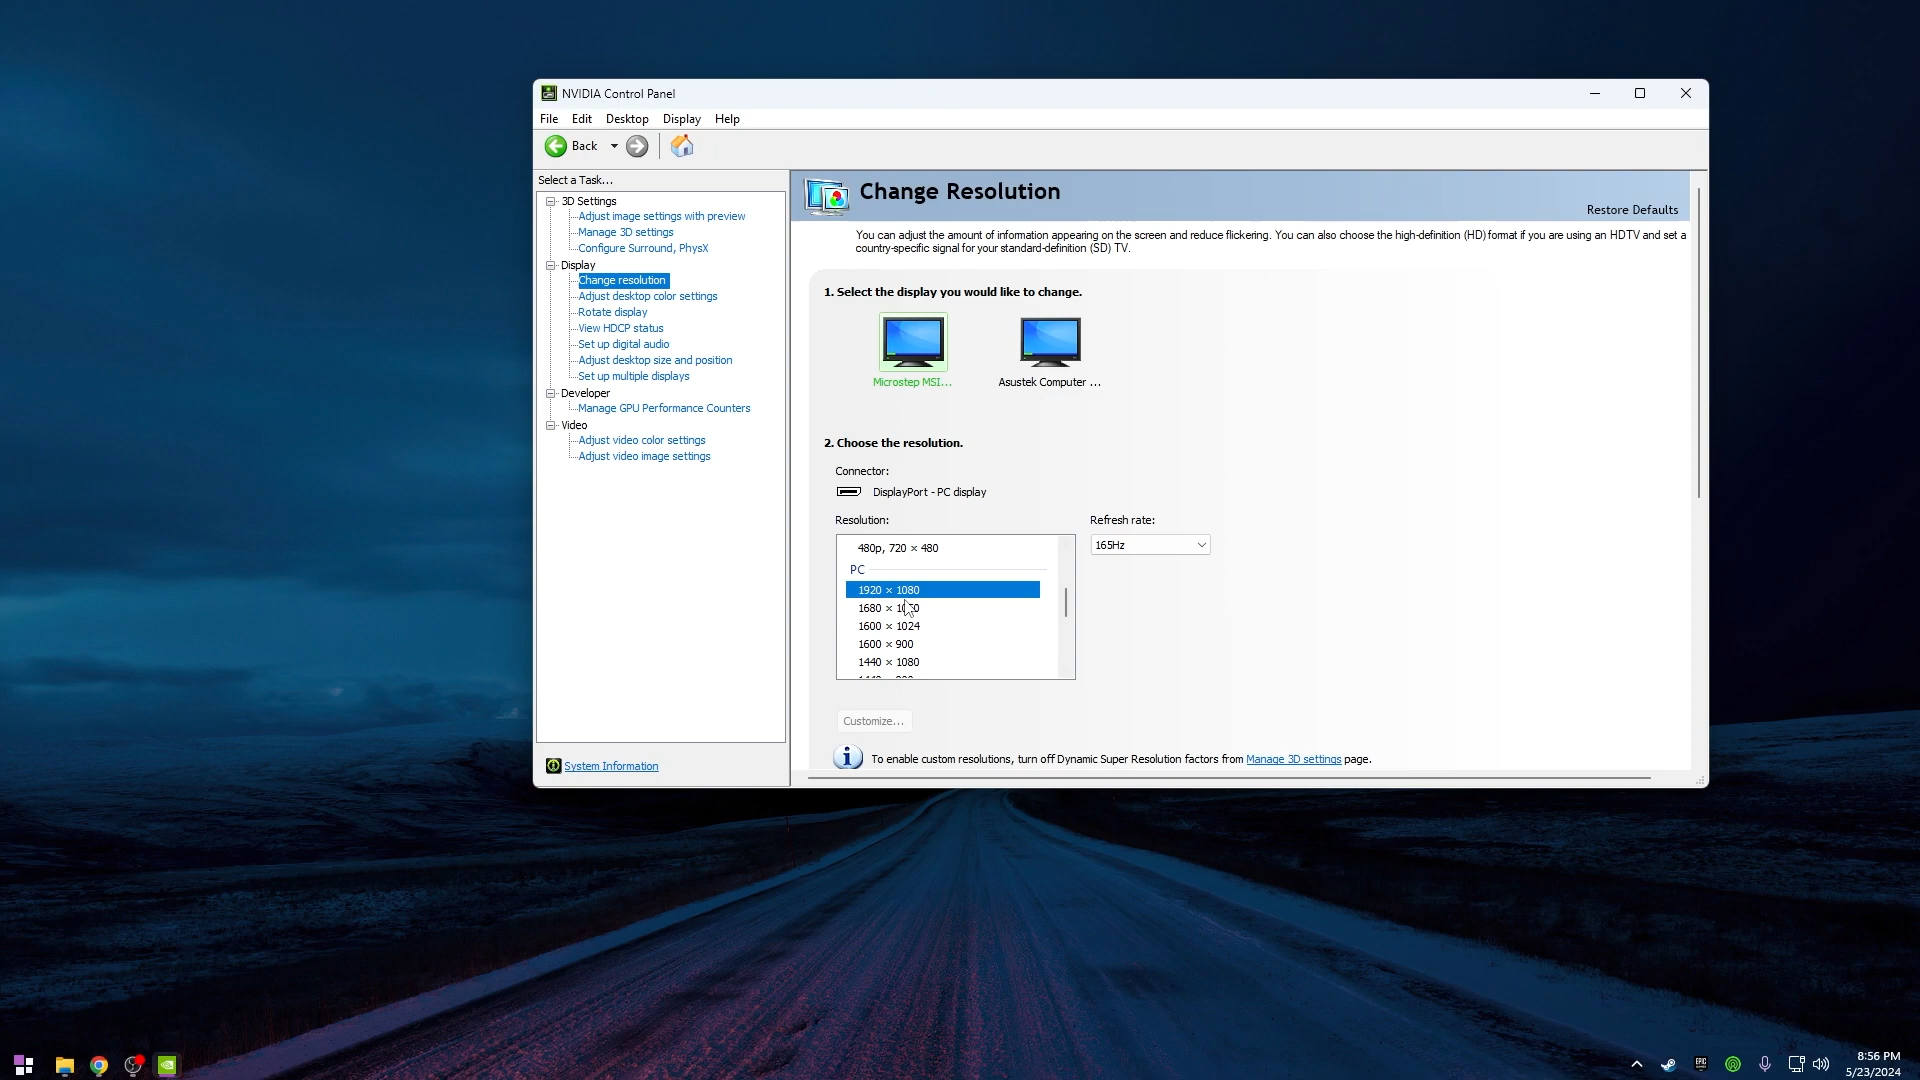 NVIDIA Control Panel
File Edit Desktop Display Help
Back
Select a Task...
3D Settings
Adjust image settings with preview
Manage 3D settings
Configure Surround, PhysX
Display
Change resolution
Adjust desktop color settings
Rotate display
View HDCP status
Set up digital audio
Adjust desktop size and position
Set up multiple displays
Developer
Manage GPU Performance Counters
Video
Adjust video color settings
Adjust video image settings
System Information
Change Resolution
Restore Defaults
You can adjust the amount of information appearing on the screen and reduce flickering. You can also choose the high-definition (HD) format if you are using an HDTV and set a
country-specific signal for your standard-definition (SD) TV.
1. Select the display you would like to change.
Microstep MSI...
Asustek Computer ...
2. Choose the resolution.
Connector:
DisplayPort - PC display
Resolution:
480p, 720 × 480
PC
1920 × 1080
1680 ×
1600 × 1024
1600 × 900
1440 × 1080
Refresh rate:
165Hz
Customize...
To enable custom resolutions, turn off Dynamic Super Resolution factors from Manage 3D settings page.
EPIC
8:56 PM
5/23/2024